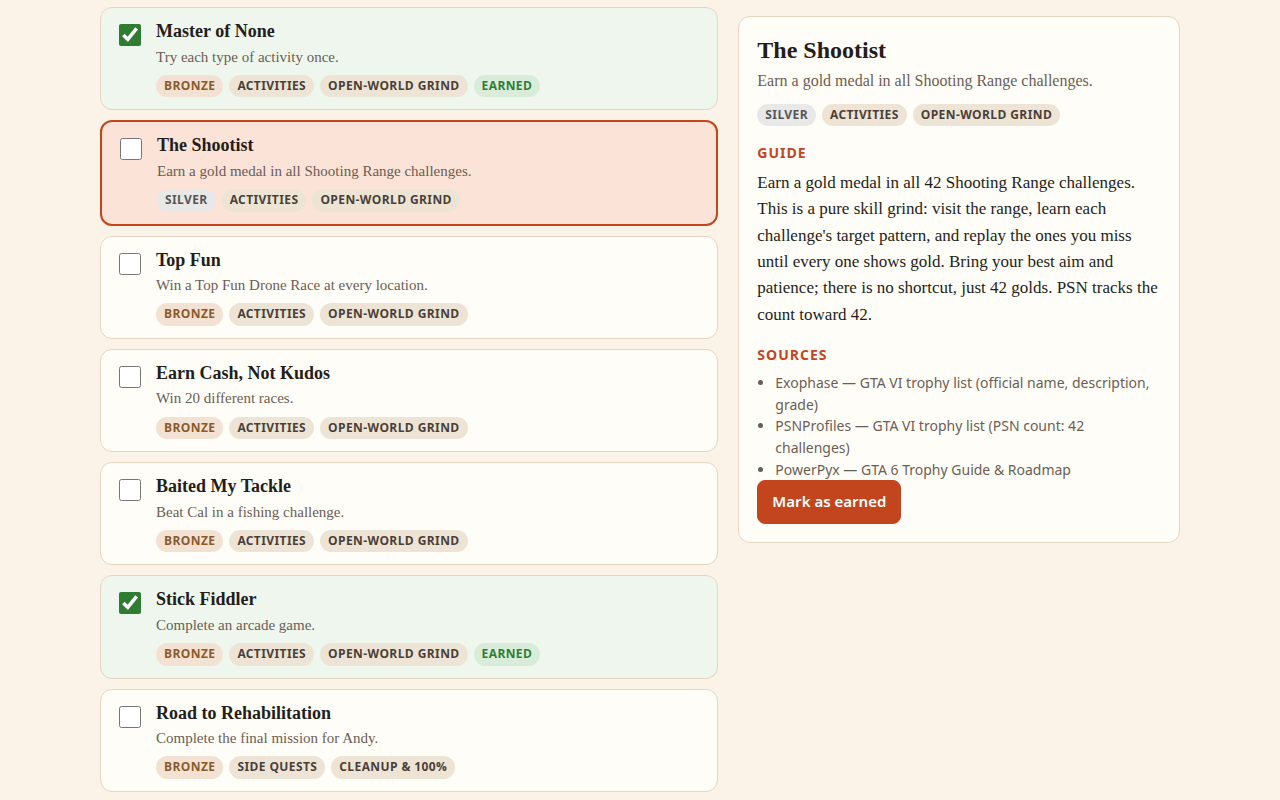 Master of None
Try each type of activity once.
BRONZE ACTIVITIES OPEN-WORLD GRIND EARNED
The Shootist
Earn a gold medal in all Shooting Range challenges.
SILVER ACTIVITIES OPEN-WORLD GRIND
Top Fun
Win a Top Fun Drone Race at every location.
BRONZE ACTIVITIES OPEN-WORLD GRIND
Earn Cash, Not Kudos
Win 20 different races.
BRONZE ACTIVITIES OPEN-WORLD GRIND
Baited My Tackle
Beat Cal in a fishing challenge.
BRONZE ACTIVITIES OPEN-WORLD GRIND
Stick Fiddler
Complete an arcade game.
BRONZE ACTIVITIES OPEN-WORLD GRIND EARNED
Road to Rehabilitation
Complete the final mission for Andy.
BRONZE SIDE QUESTS CLEANUP & 100%
The Shootist
Earn a gold medal in all Shooting Range challenges.
SILVER ACTIVITIES OPEN-WORLD GRIND
GUIDE
Earn a gold medal in all 42 Shooting Range challenges.
This is a pure skill grind: visit the range, learn each
challenge's target pattern, and replay the ones you miss
until every one shows gold. Bring your best aim and
patience; there is no shortcut, just 42 golds. PSN tracks the
count toward 42.
SOURCES
Exophase — GTA VI trophy list (official name, description,
grade)
PSNProfiles — GTA VI trophy list (PSN count: 42
challenges)
PowerPyx — GTA 6 Trophy Guide & Roadmap
Mark as earned